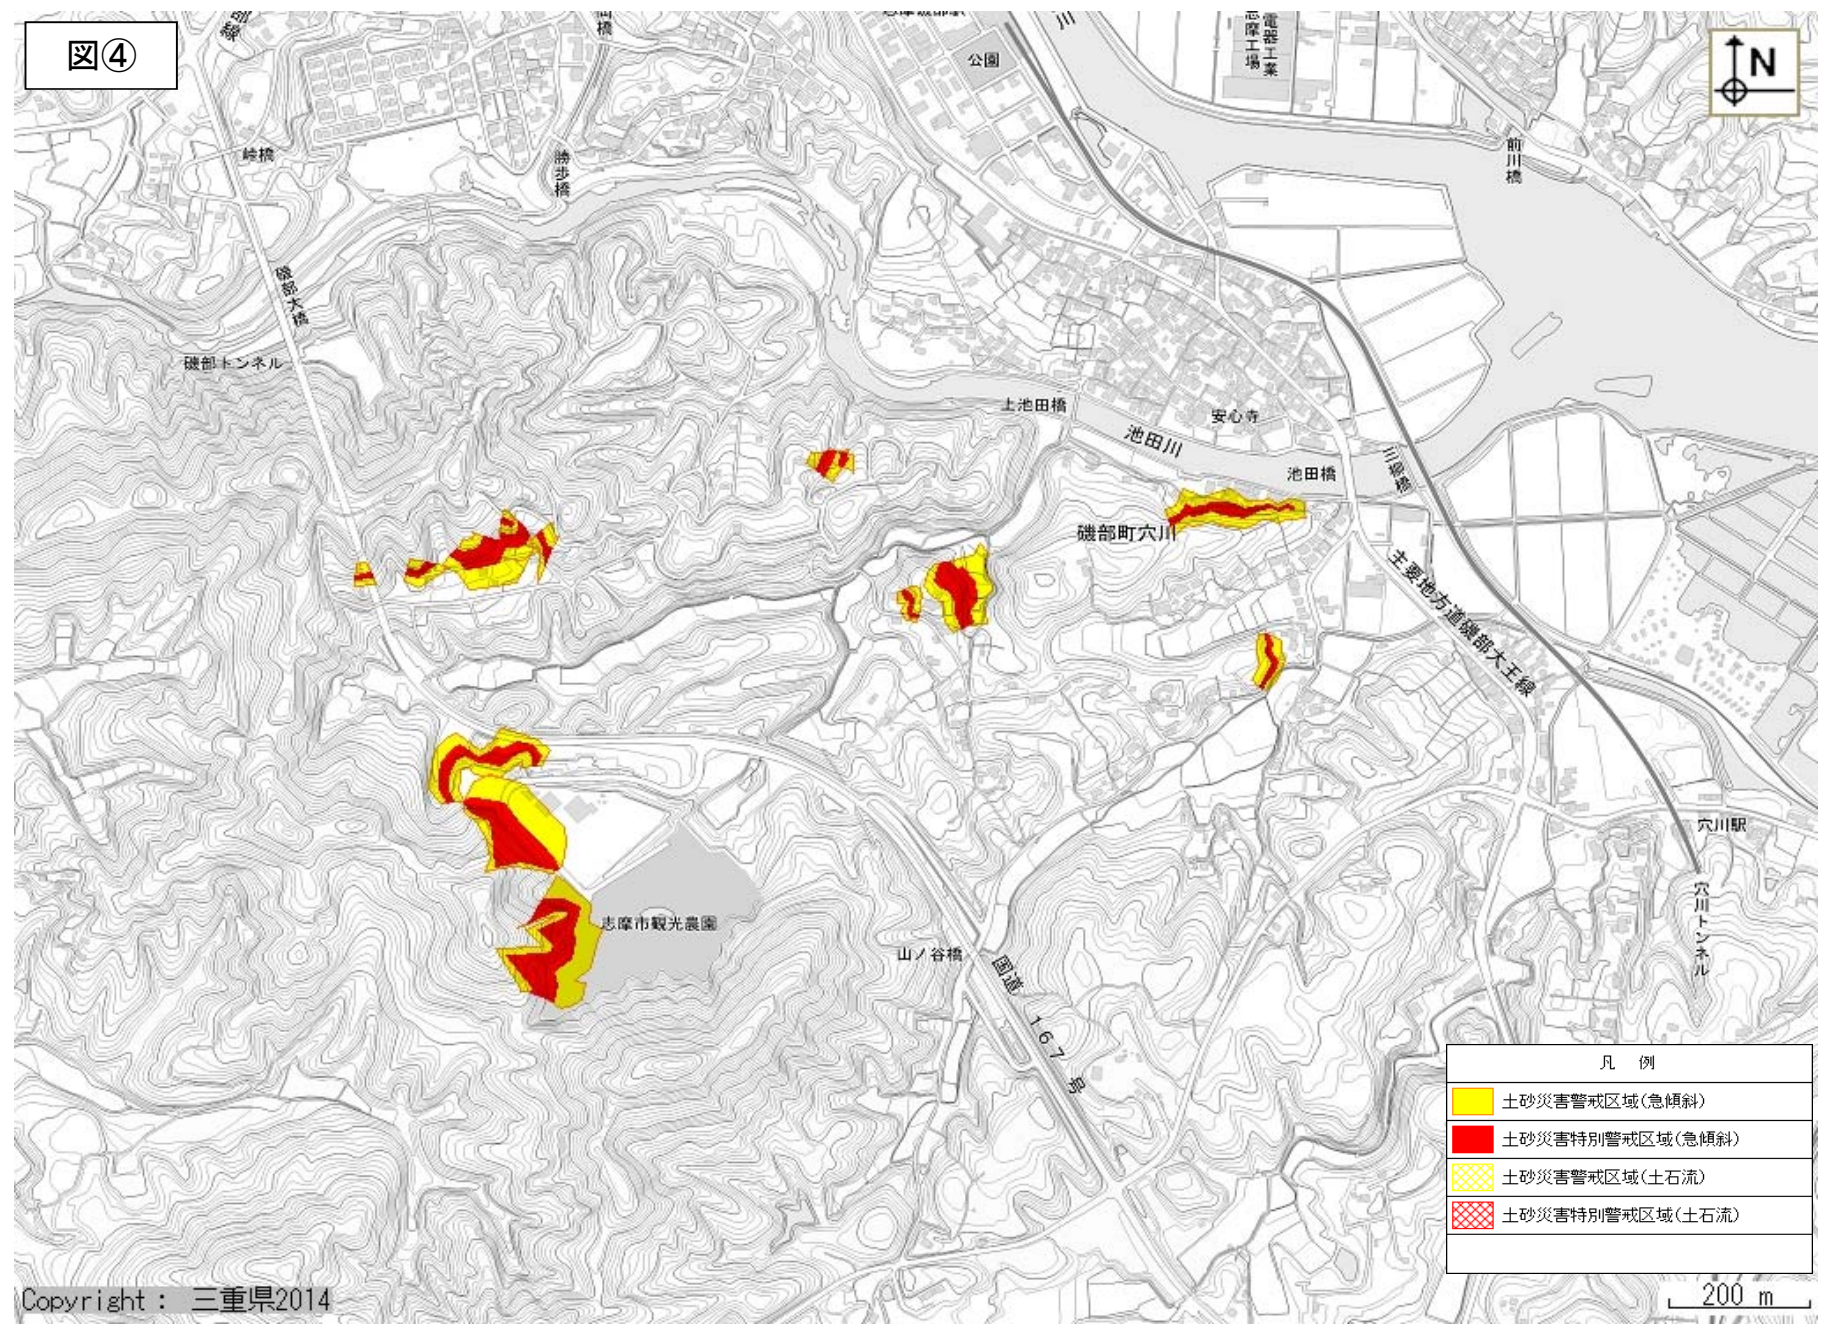 図④
公園
電器工業
志摩工場
N
峠橋
勝歩橋
前川橋
磯部大橋
磯部トンネル
上池田橋
池田川
安心寺
池田橋
磯部町穴川
主要地方道磯部大王線
穴川駅
穴川トンネル
志摩市観光農園
山ノ谷橋
国道 167 号
凡 例
土砂災害警戒区域(急傾斜)
土砂災害特別警戒区域(急傾斜)
土砂災害警戒区域(土石流)
土砂災害特別警戒区域(土石流)
Copyright : 三重県2014
200 m